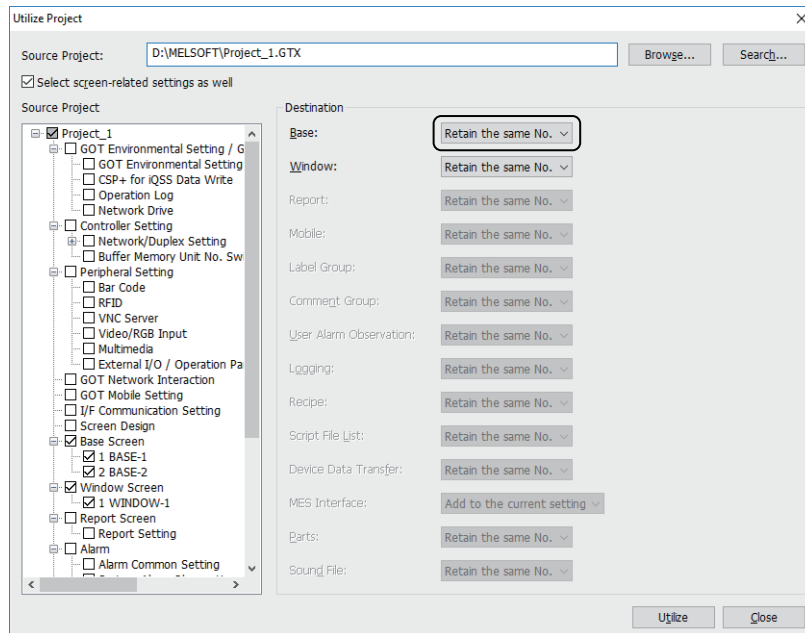 Utilize Project
Source Project: D:\MELSOFT\Project_1.GTX Browse... Search...
Select screen-related settings as well
Source Project
Project_1
GOT Environmental Setting / G
GOT Environmental Setting
CSP+ for iQSS Data Write
Operation Log
Network Drive
Controller Setting
Network/Duplex Setting
Buffer Memory Unit No. Sw
Peripheral Setting
Bar Code
RFID
VNC Server
Video/RGB Input
Multimedia
External I/O / Operation Pa
GOT Network Interaction
GOT Mobile Setting
I/F Communication Setting
Screen Design
Base Screen
1 BASE-1
2 BASE-2
Window Screen
1 WINDOW-1
Report Screen
Report Setting
Alarm
Alarm Common Setting
Destination
Base: Retain the same No.
Window: Retain the same No.
Report: Retain the same No.
Mobile: Retain the same No.
Label Group: Retain the same No.
Comment Group: Retain the same No.
User Alarm Observation: Retain the same No.
Logging: Retain the same No.
Recipe: Retain the same No.
Script File List: Retain the same No.
Device Data Transfer: Retain the same No.
MES Interface: Add to the current setting
Parts: Retain the same No.
Sound File: Retain the same No.
Utilize Close